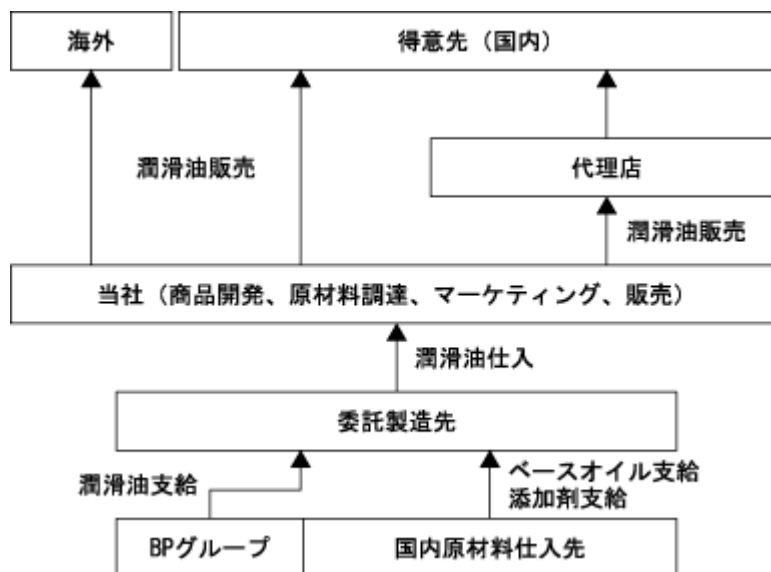 海外
得意先（国内）
潤滑油販売
代理店
潤滑油販売
当社（商品開発、原材料調達、マーケティング、販売）
潤滑油仕入
委託製造先
潤滑油支給
ベースオイル支給
添加剤支給
BPグループ
国内原材料仕入先